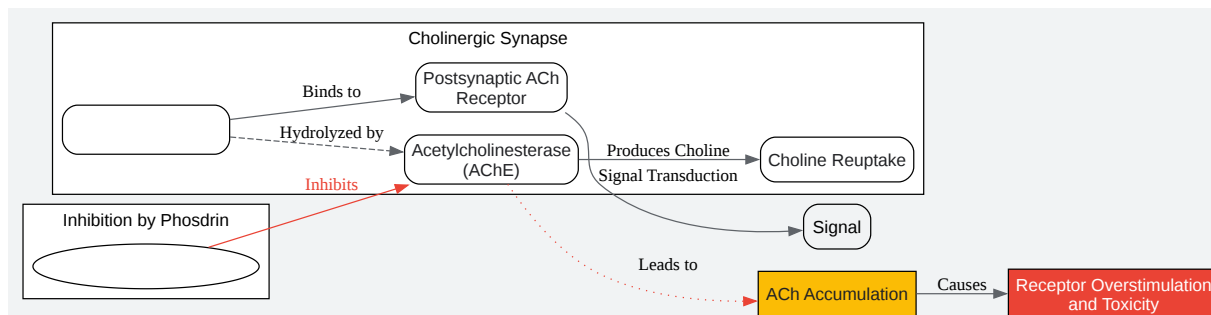 Cholinergic Synapse
Postsynaptic ACh
Receptor
Binds to
Hydrolyzed by
Acetylcholinesterase
(AChE)
Produces Choline
Choline Reuptake
Signal Transduction
Inhibits
Inhibition by Phosdrin
Signal
Leads to
ACh Accumulation
Causes
Receptor Overstimulation
and Toxicity